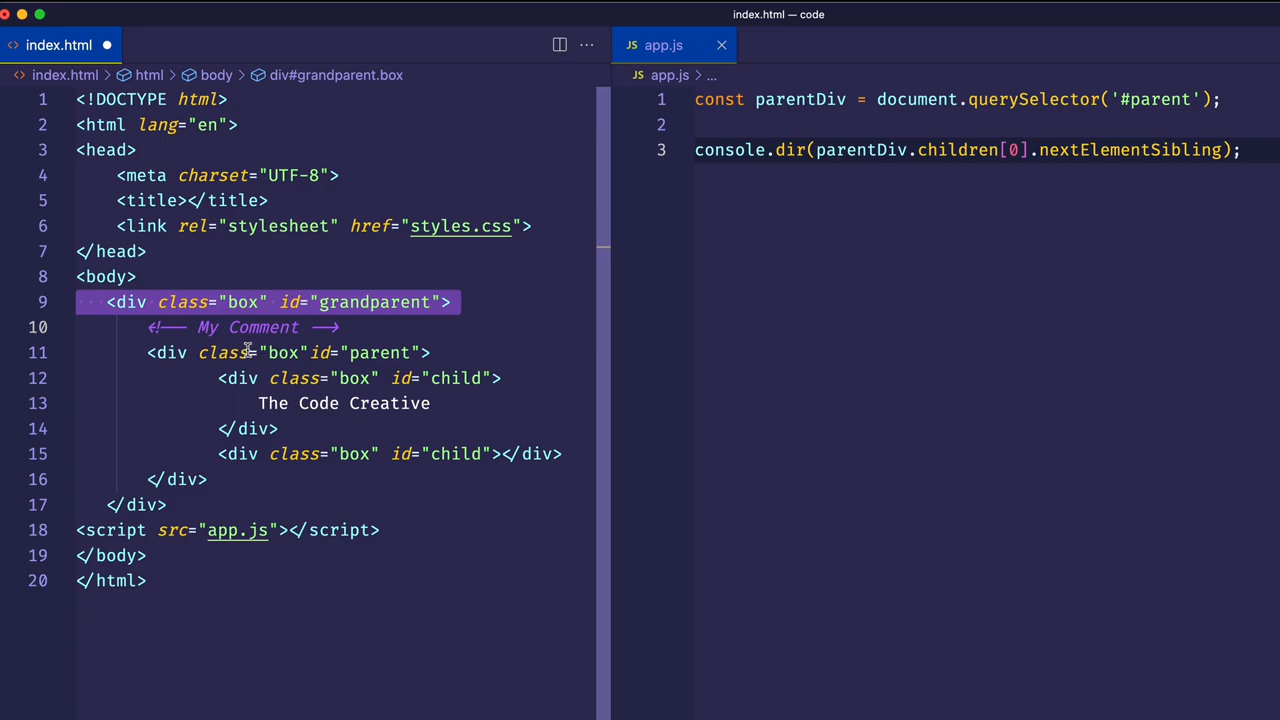 index.html — code
index.html
index.html > html > body > div#grandparent.box
1 <!DOCTYPE html>
2 <html lang="en">
3 <head>
4 <meta charset="UTF-8">
5 <title></title>
6 <link rel="stylesheet" href="styles.css">
7 </head>
8 <body>
9 <div class="box" id="grandparent">
10 <!-- My Comment -->
11 <div class="box"id="parent">
12 <div class="box" id="child">
13 The Code Creative
14 </div>
15 <div class="box" id="child"></div>
16 </div>
17 </div>
18 <script src="app.js"></script>
19 </body>
20 </html>
JS app.js
JS app.js > ...
1 const parentDiv = document.querySelector('#parent');
2
3 console.dir(parentDiv.children[0].nextElementSibling);